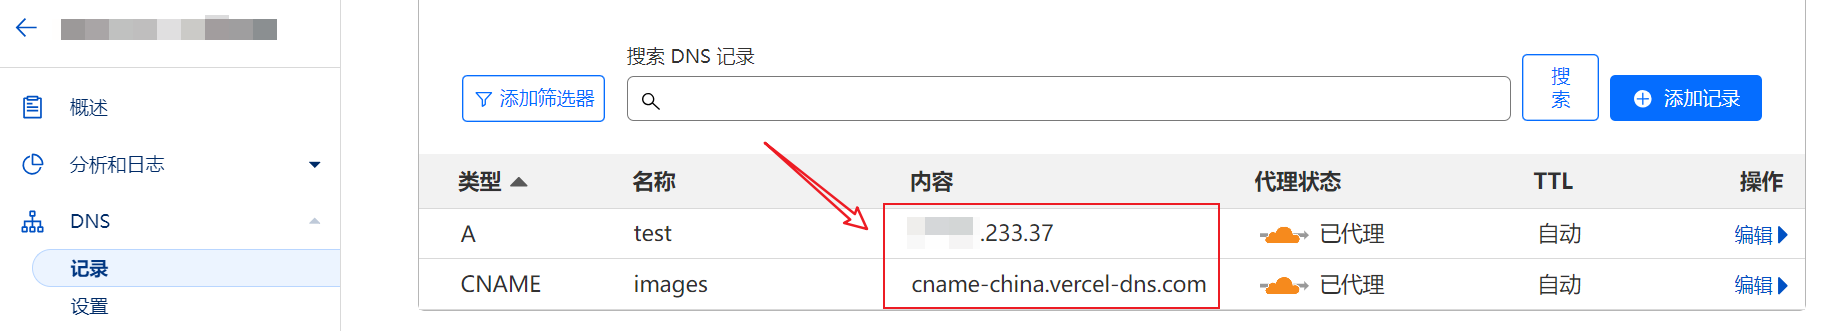 概述
分析和日志
DNS
记录
设置
搜索 DNS 记录
添加筛选器
搜
索
添加记录
类型 名称 内容 代理状态 TTL 操作
A test .233.37 已代理 自动 编辑
CNAME images cname-china.vercel-dns.com 已代理 自动 编辑